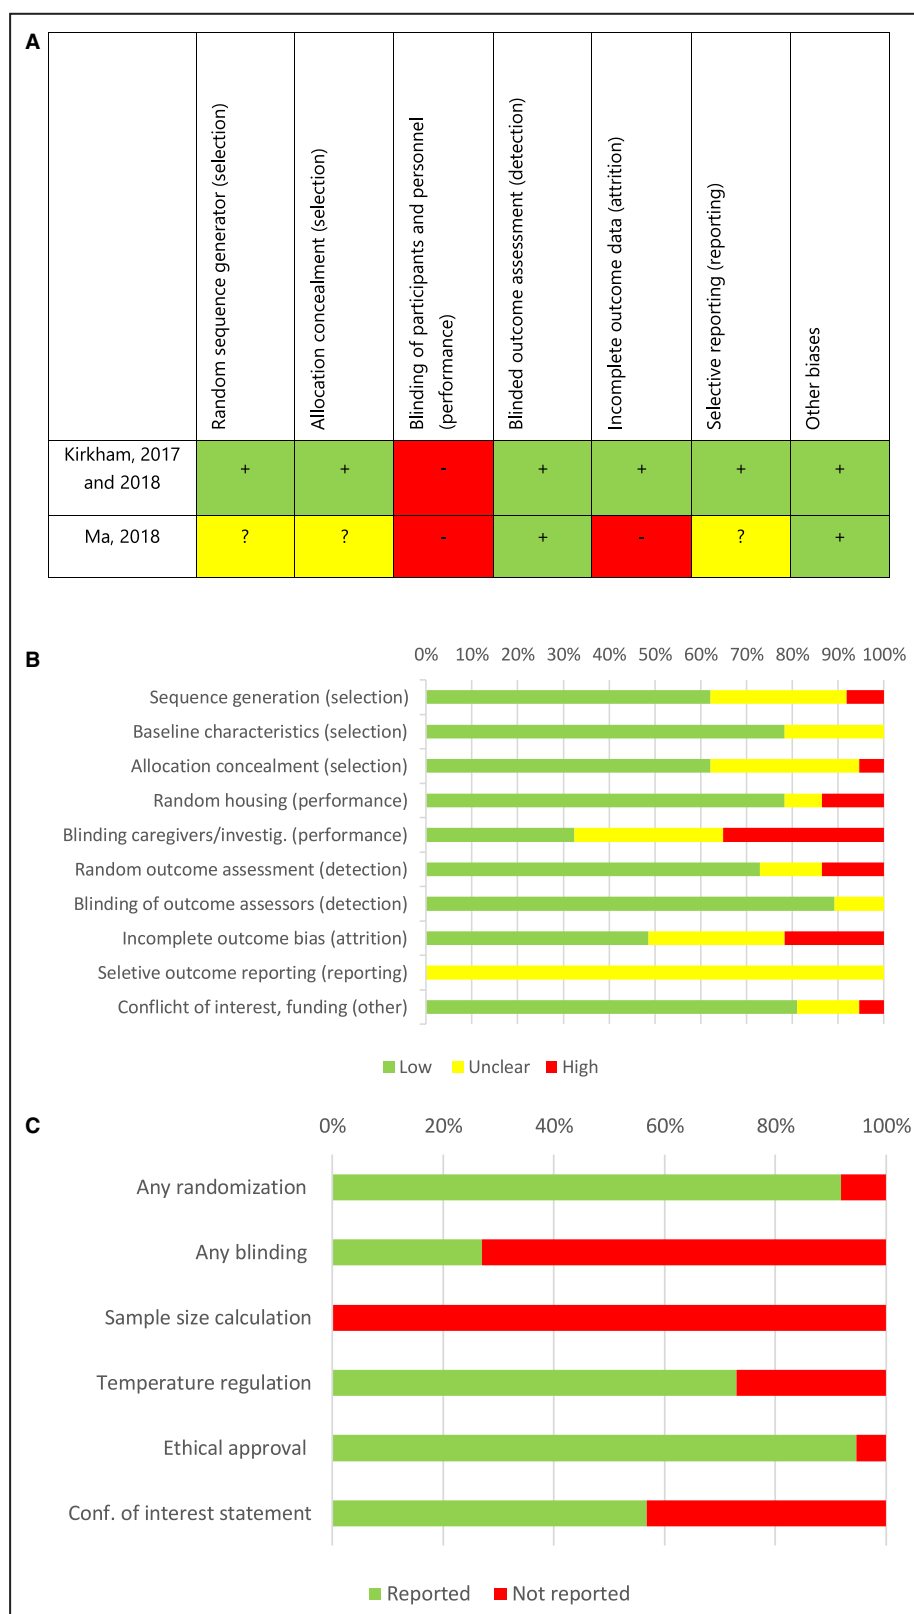 A
Random sequence generator (selection)
Allocation concealment (selection)
Blinding of participants and personnel
(performance)
Blinded outcome assessment (detection)
Incomplete outcome data (attrition)
Selective reporting (reporting)
Other biases
Kirkham, 2017
and 2018
+ + - + + + +
Ma, 2018 ? ? - + - ? +
B
0% 10% 20% 30% 40% 50% 60% 70% 80% 90% 100%
Sequence generation (selection)
Baseline characteristics (selection)
Allocation concealment (selection)
Random housing (performance)
Blinding caregivers/investig. (performance)
Random outcome assessment (detection)
Blinding of outcome assessors (detection)
Incomplete outcome bias (attrition)
Seletive outcome reporting (reporting)
Conflicht of interest, funding (other)
Low Unclear High
C
0% 20% 40% 60% 80% 100%
Any randomization
Any blinding
Sample size calculation
Temperature regulation
Ethical approval
Conf. of interest statement
Reported Not reported